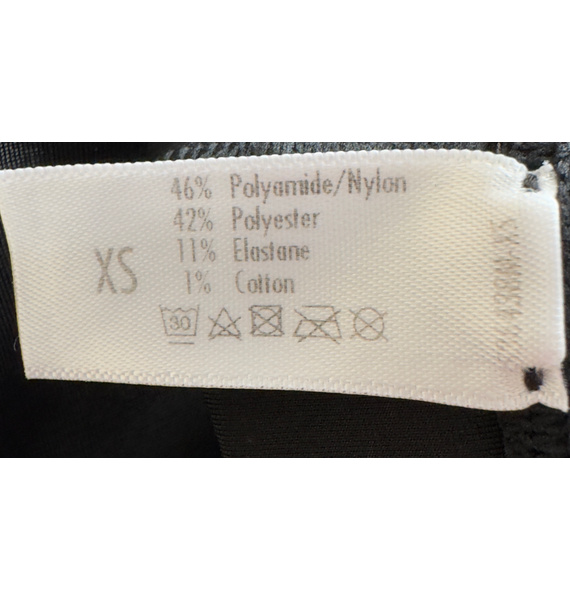 46% Polyamide/Nylon
42% Polyester
11% Elastane
1% Cotton
XS
30